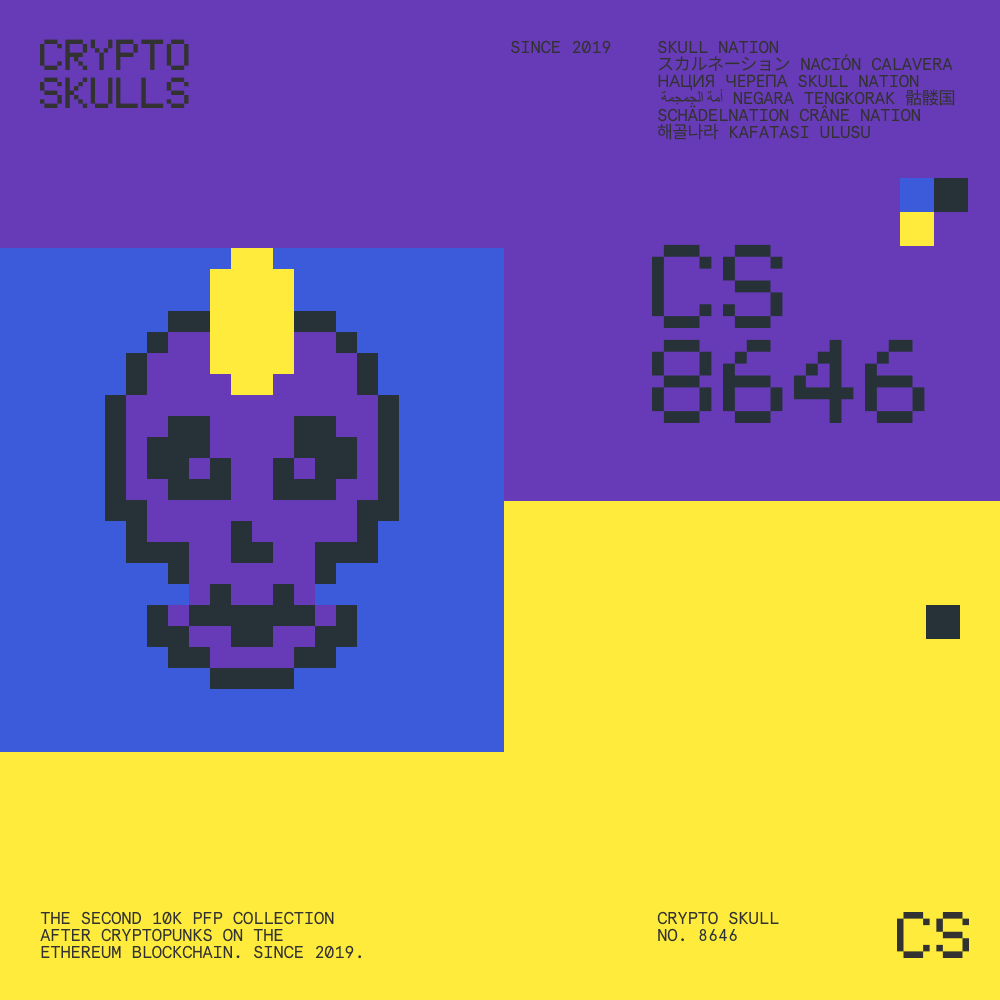 CRYPTO
SKULLS
SINCE 2019
SKULL NATION
スカルネーション NACIÓN CALAVERA
НАЦИЯ ЧЕРЕПА SKULL NATION
أمة الجمجمة NEGARA TENGKORAK 骷髅国
SCHÄDELNATION CRÂNE NATION
해골나라 KAFATASI ULUSU
CS
8646
THE SECOND 10K PFP COLLECTION
AFTER CRYPTOPUNKS ON THE
ETHEREUM BLOCKCHAIN. SINCE 2019.
CRYPTO SKULL
NO. 8646
CS